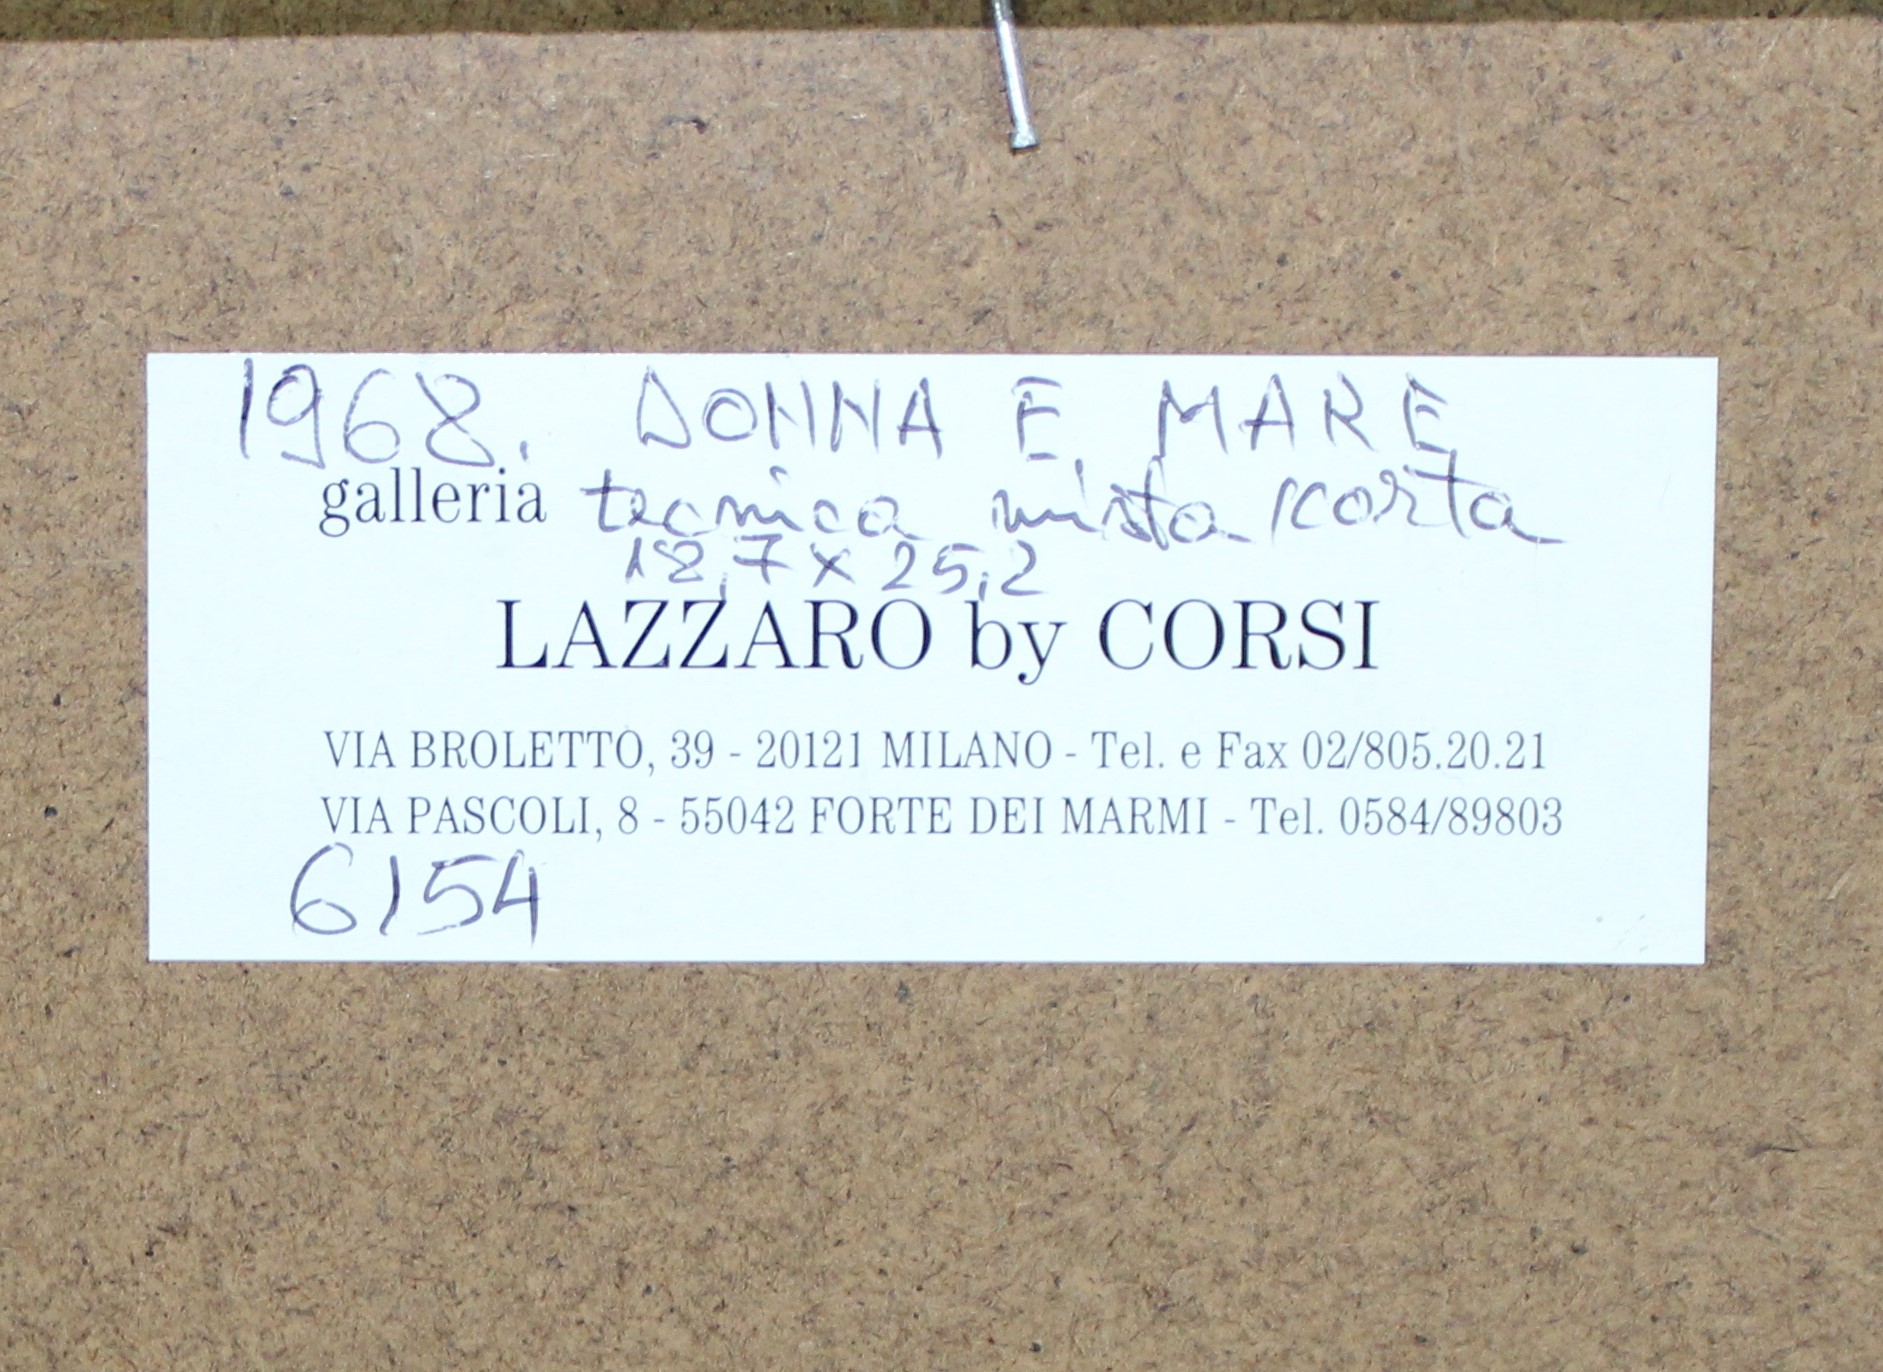 1968. DONNA E MARE
galleria tecnica mista /carta
18,7 x 25,2
LAZZARO by CORSI
VIA BROLETTO, 39 - 20121 MILANO - Tel. e Fax 02/805.20.21
VIA PASCOLI, 8 - 55042 FORTE DEI MARMI - Tel. 0584/89803
6154